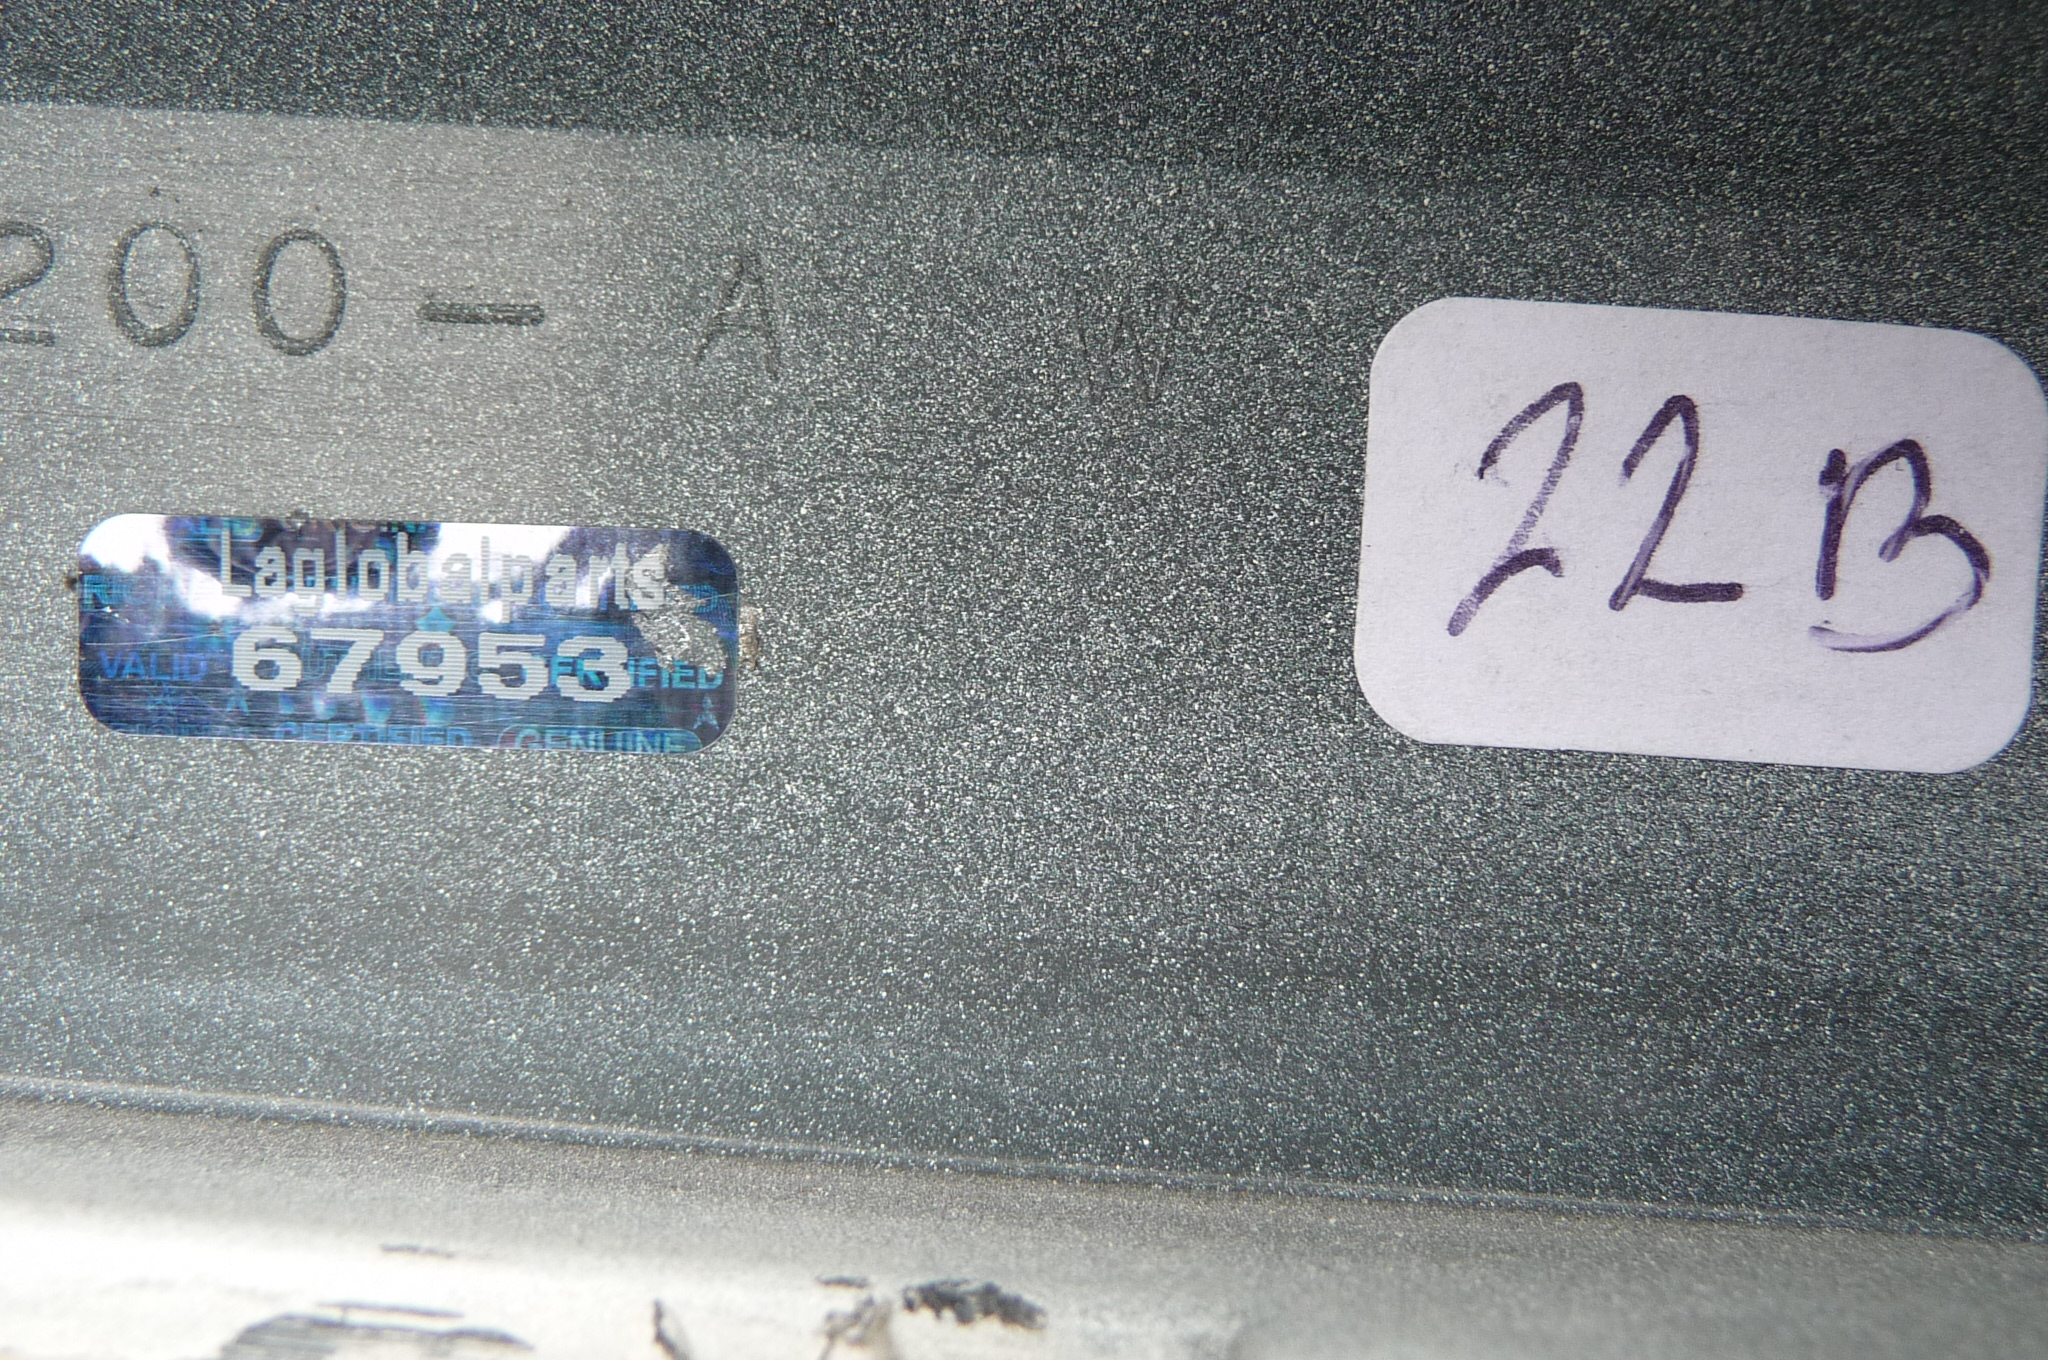 200-A W
Laglobalparts
67953
VALID CERTIFIED
CERTIFIED GENUINE
22B